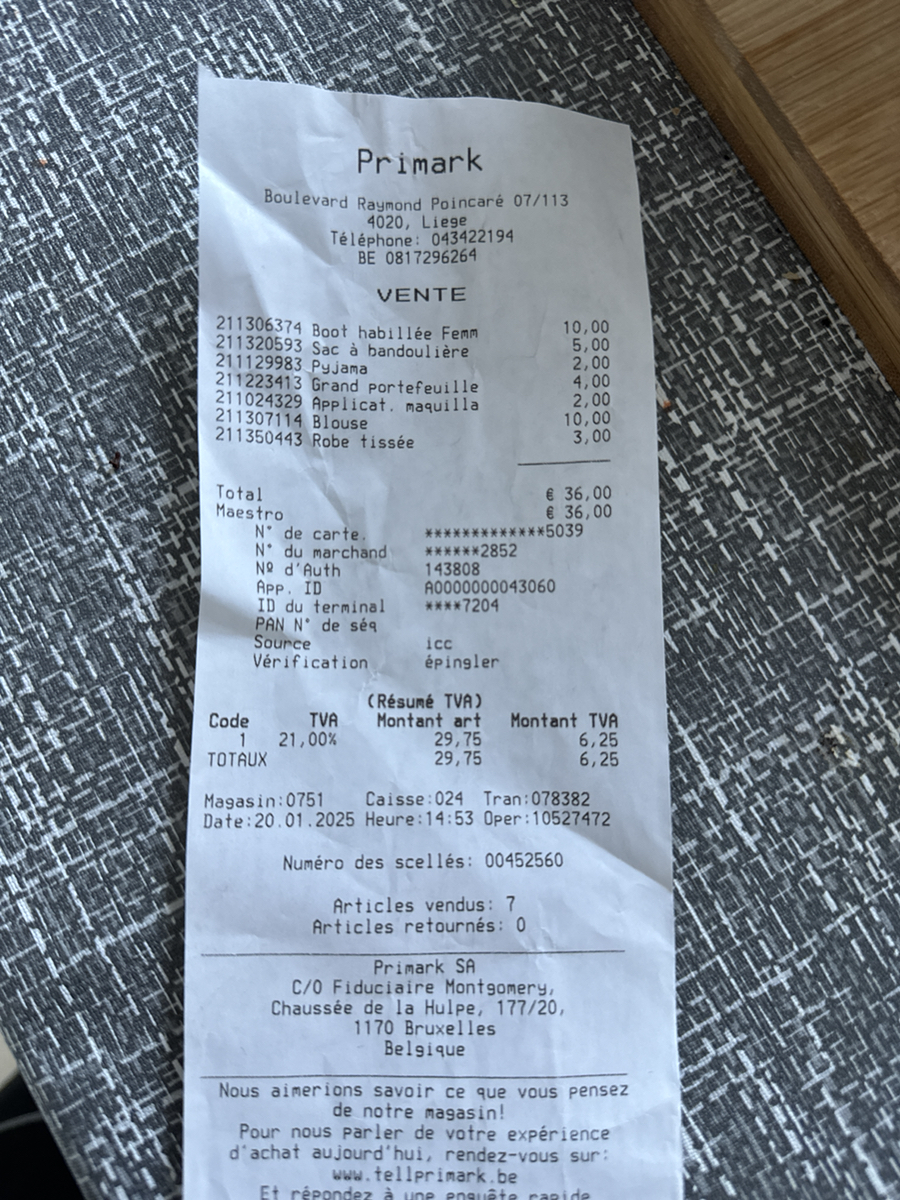 Primark
Boulevard Raymond Poincaré 07/113
4020, Liege
Téléphone: 043422194
BE 0817296264
VENTE
211306374 Boot habillée Femm 10,00
211320593 Sac à bandoulière 5,00
211129983 Pyjama 2,00
211223413 Grand portefeuille 4,00
211024329 Applicat. maquilla 2,00
211307114 Blouse 10,00
211350443 Robe tissée 3,00
Total € 36,00
Maestro € 36,00
N° de carte. *************5039
N° du marchand ******2852
Nº d'Auth 143808
App. ID A0000000043060
ID du terminal ****7204
PAN N° de séq
Source icc
Vérification épingler
(Résumé TVA)
Code TVA Montant art Montant TVA
1 21,00% 29,75 6,25
TOTAUX 29,75 6,25
Magasin:0751 Caisse:024 Tran:078382
Date:20.01.2025 Heure:14:53 Oper:10527472
Numéro des scellés: 00452560
Articles vendus: 7
Articles retournés: 0
Primark SA
C/O Fiduciaire Montgomery,
Chaussée de la Hulpe, 177/20,
1170 Bruxelles
Belgique
Nous aimerions savoir ce que vous pensez
de notre magasin!
Pour nous parler de votre expérience
d'achat aujourd'hui, rendez-vous sur:
www.tellprimark.be
Et répondez à une enquête rapide